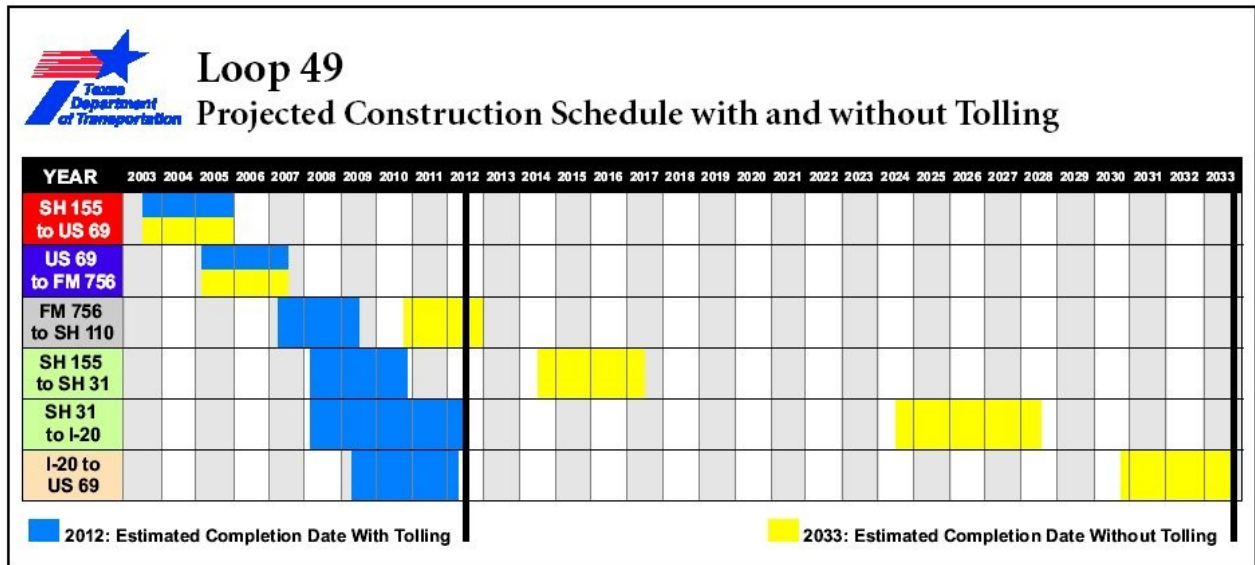 Texas
Department
of Transportation
Loop 49
Projected Construction Schedule with and without Tolling
YEAR 2003 2004 2005 2006 2007 2008 2009 2010 2011 2012 2013 2014 2015 2016 2017 2018 2019 2020 2021 2022 2023 2024 2025 2026 2027 2028 2029 2030 2031 2032 2033
SH 155
to US 69
US 69
to FM 756
FM 756
to SH 110
SH 155
to SH 31
SH 31
to I-20
I-20 to
US 69
2012: Estimated Completion Date With Tolling
2033: Estimated Completion Date Without Tolling